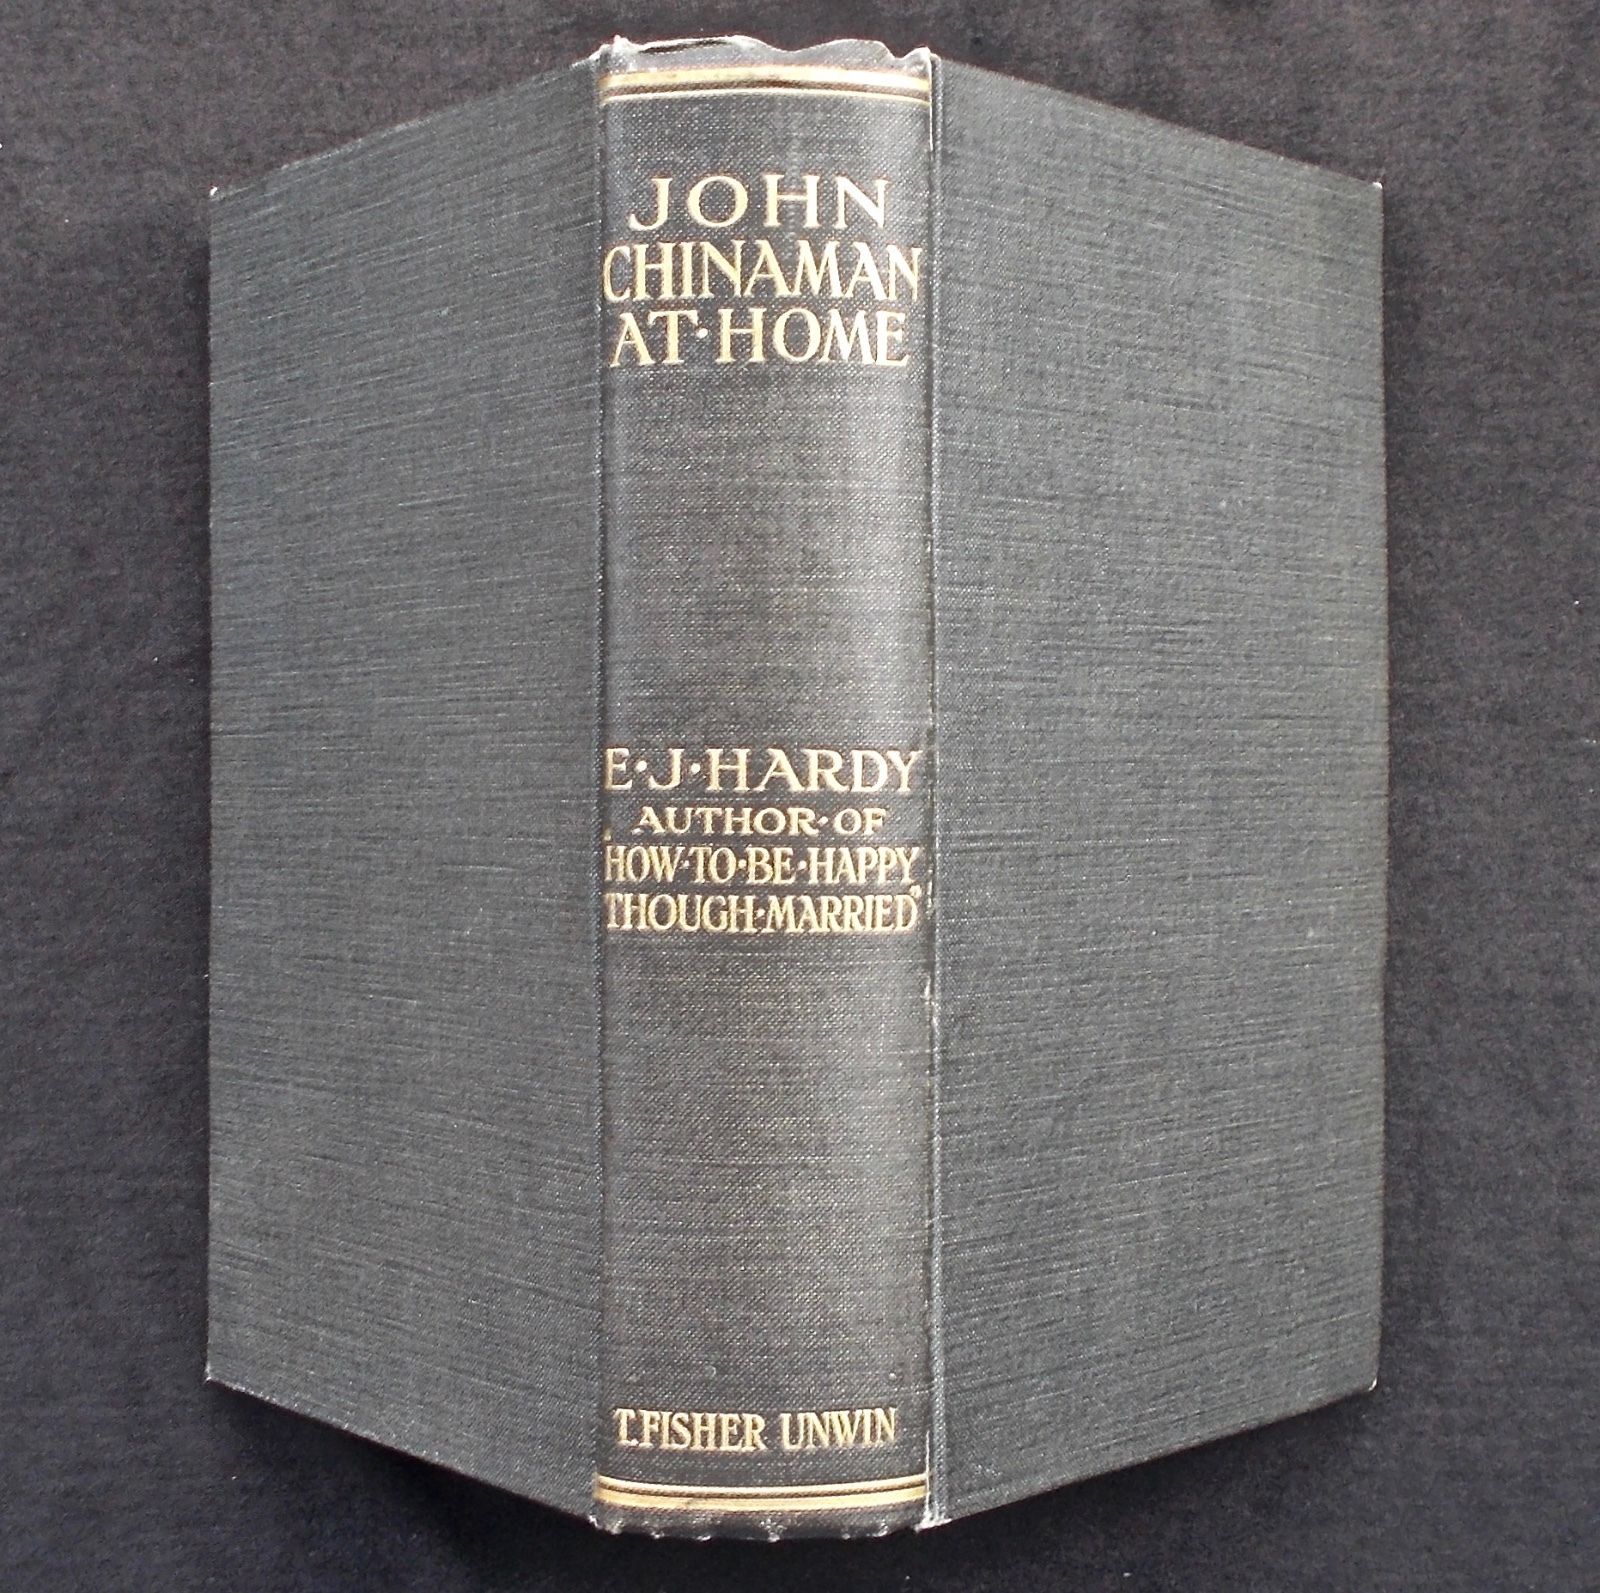 JOHN
CHINAMAN
AT·HOME
E·J·HARDY
AUTHOR·OF
"HOW·TO·BE·HAPPY
THOUGH·MARRIED"
T. FISHER UNWIN